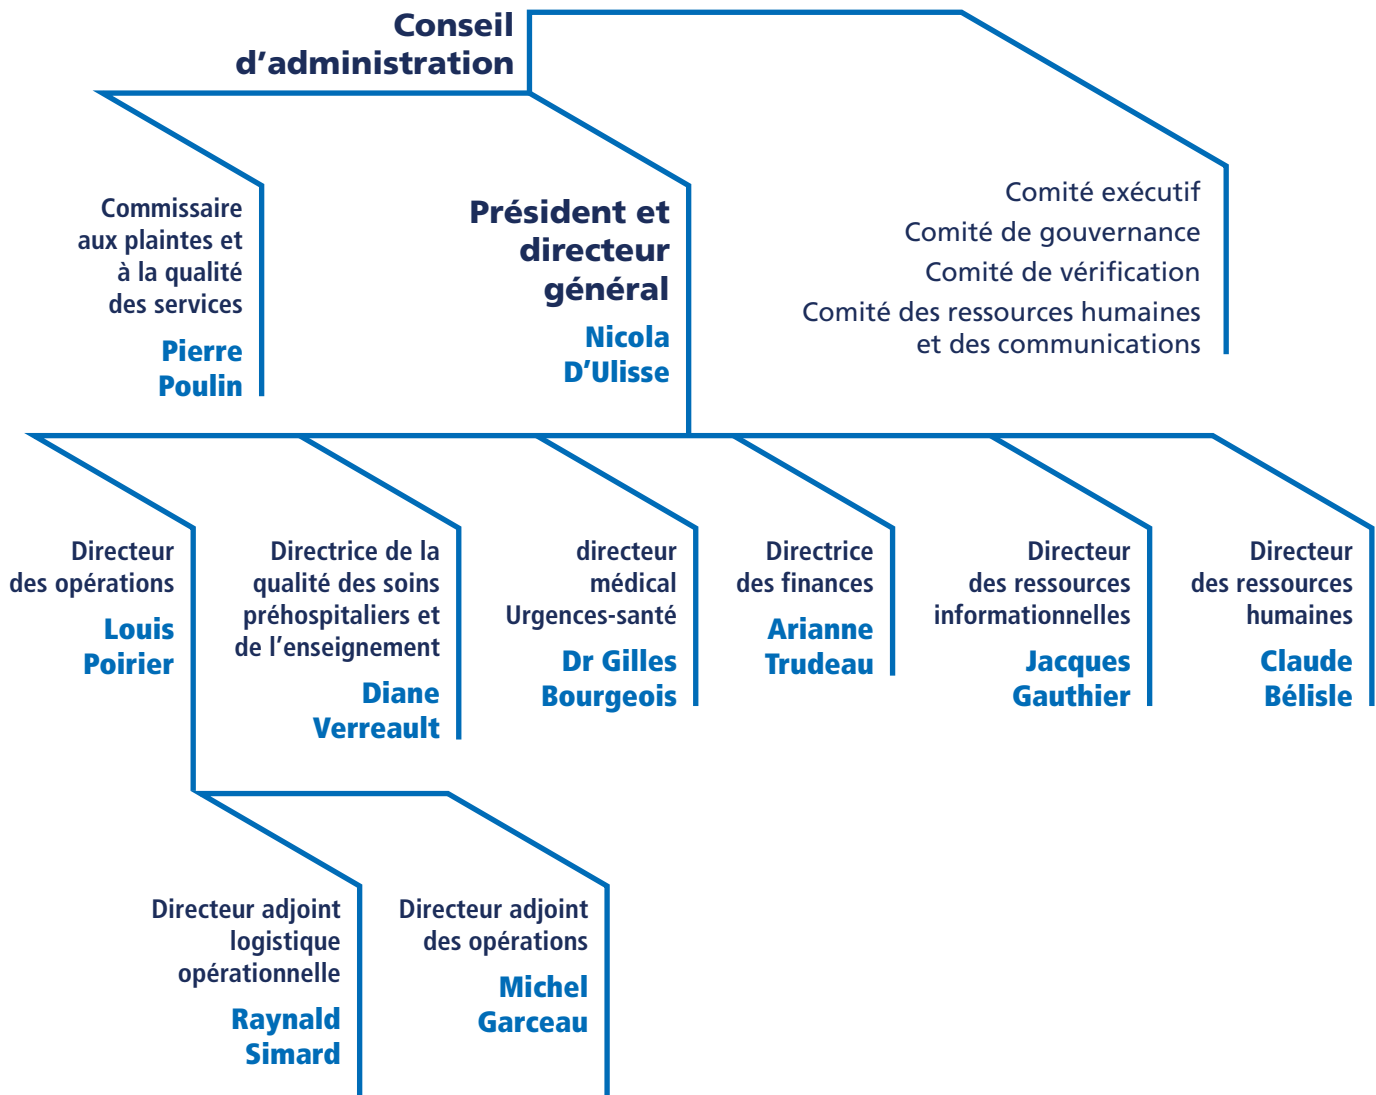 Conseil
d’administration
Commissaire
aux plaintes et
à la qualité
des services
Pierre
Poulin
Président et
directeur
général
Nicola
D’Ulisse
Comité exécutif
Comité de gouvernance
Comité de vérification
Comité des ressources humaines
et des communications
Directeur
des opérations
Louis
Poirier
Directrice de la
qualité des soins
préhospitaliers et
de l’enseignement
Diane
Verreault
directeur
médical
Urgences-santé
Dr Gilles
Bourgeois
Directrice
des finances
Arianne
Trudeau
Directeur
des ressources
informationnelles
Jacques
Gauthier
Directeur
des ressources
humaines
Claude
Bélisle
Directeur adjoint
logistique
opérationnelle
Raynald
Simard
Directeur adjoint
des opérations
Michel
Garceau